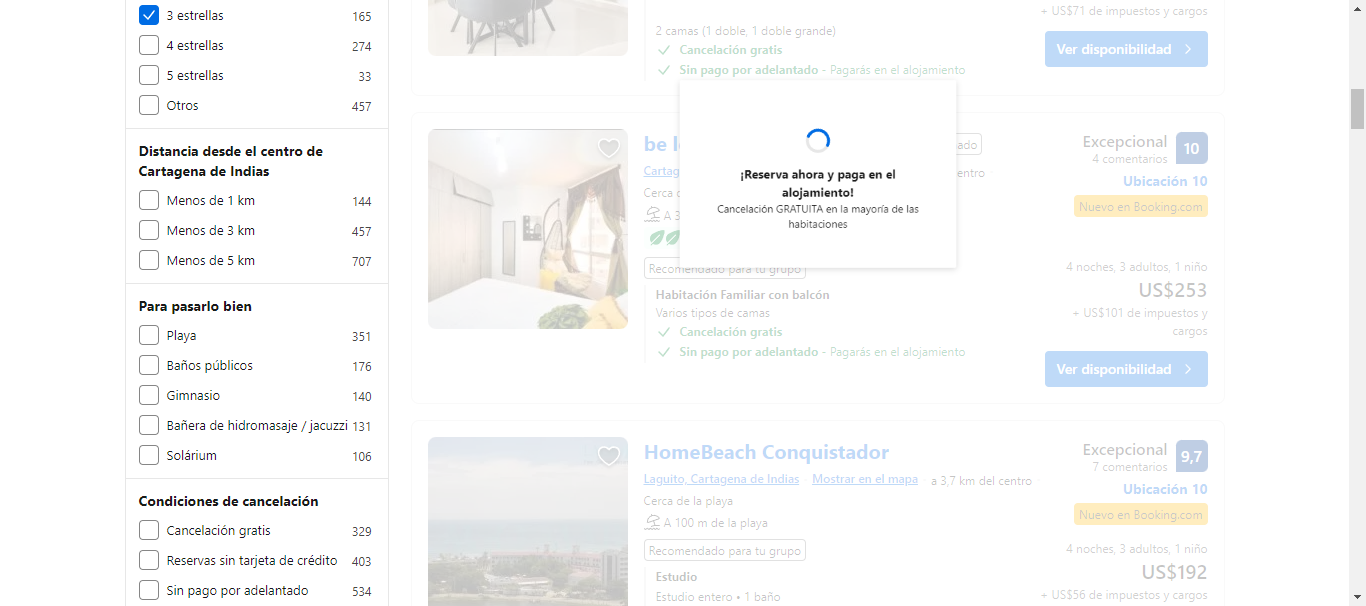 3 estrellas 165
4 estrellas 274
5 estrellas 33
Otros 457
Distancia desde el centro de
Cartagena de Indias
Menos de 1 km 144
Menos de 3 km 457
Menos de 5 km 707
Para pasarlo bien
Playa 351
Baños públicos 176
Gimnasio 140
Bañera de hidromasaje / jacuzzi 131
Solárium 106
Condiciones de cancelación
Cancelación gratis 329
Reservas sin tarjeta de crédito 403
Sin pago por adelantado 534
+ US$71 de impuestos y cargos
2 camas (1 doble, 1 doble grande)
Cancelación gratis
Sin pago por adelantado - Pagarás en el alojamiento
Ver disponibilidad
¡Reserva ahora y paga en el
alojamiento!
Cancelación GRATUITA en la mayoría de las
habitaciones
be
Cerca
Recomendado para tu grupo
Habitación Familiar con balcón
Varios tipos de camas
Cancelación gratis
Sin pago por adelantado - Pagarás en el alojamiento
Excepcional 10
4 comentarios
Ubicación 10
Nuevo en Booking.com
4 noches, 3 adultos, 1 niño
US$253
+ US$101 de impuestos y
cargos
Ver disponibilidad
HomeBeach Conquistador
Laguito, Cartagena de Indias Mostrar en el mapa a 3,7 km del centro
Cerca de la playa
A 100 m de la playa
Recomendado para tu grupo
Estudio
Estudio entero • 1 baño
Excepcional 9,7
7 comentarios
Ubicación 10
Nuevo en Booking.com
4 noches, 3 adultos, 1 niño
US$192
+ US$56 de impuestos y cargos